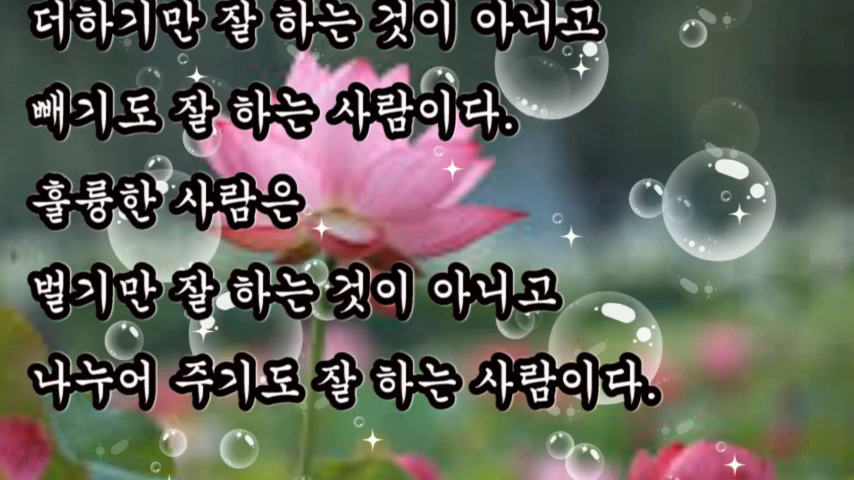 더하기만 잘 하는 것이 아니고
빼기도 잘 하는 사람이다.
훌륭한 사람은
벌기만 잘 하는 것이 아니고
나누어 주기도 잘 하는 사람이다.